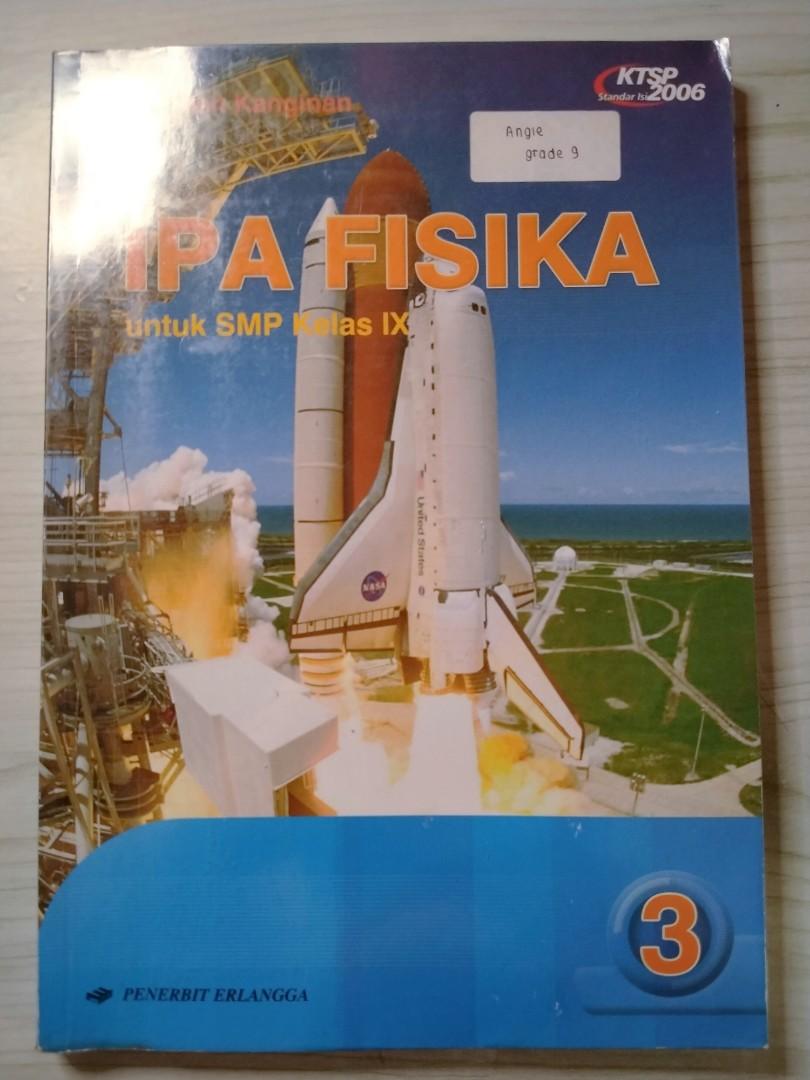 Kanginan
KTSP
Standar Isi 2006
Angie
grade 9
IPA FISIKA
untuk SMP Kelas IX
United States
NASA
3
PENERBIT ERLANGGA